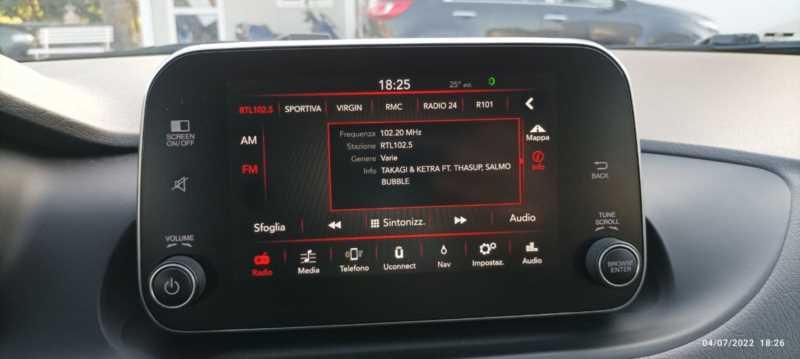 18:25 25° est.
RTL102.5 SPORTIVA VIRGIN RMC RADIO 24 R101
SCREEN
ON/OFF
AM
FM
Frequenza 102.20 MHz
Stazione RTL102.5
Genere Varie
Info TAKAGI & KETRA FT. THASUP, SALMO
BUBBLE
Mappa
Info
BACK
Sfoglia Sintonizz. Audio
VOLUME
TUNE
SCROLL
Radio Media Telefono Uconnect Nav Impostaz. Audio
BROWSE
ENTER
04/07/2022 18:26